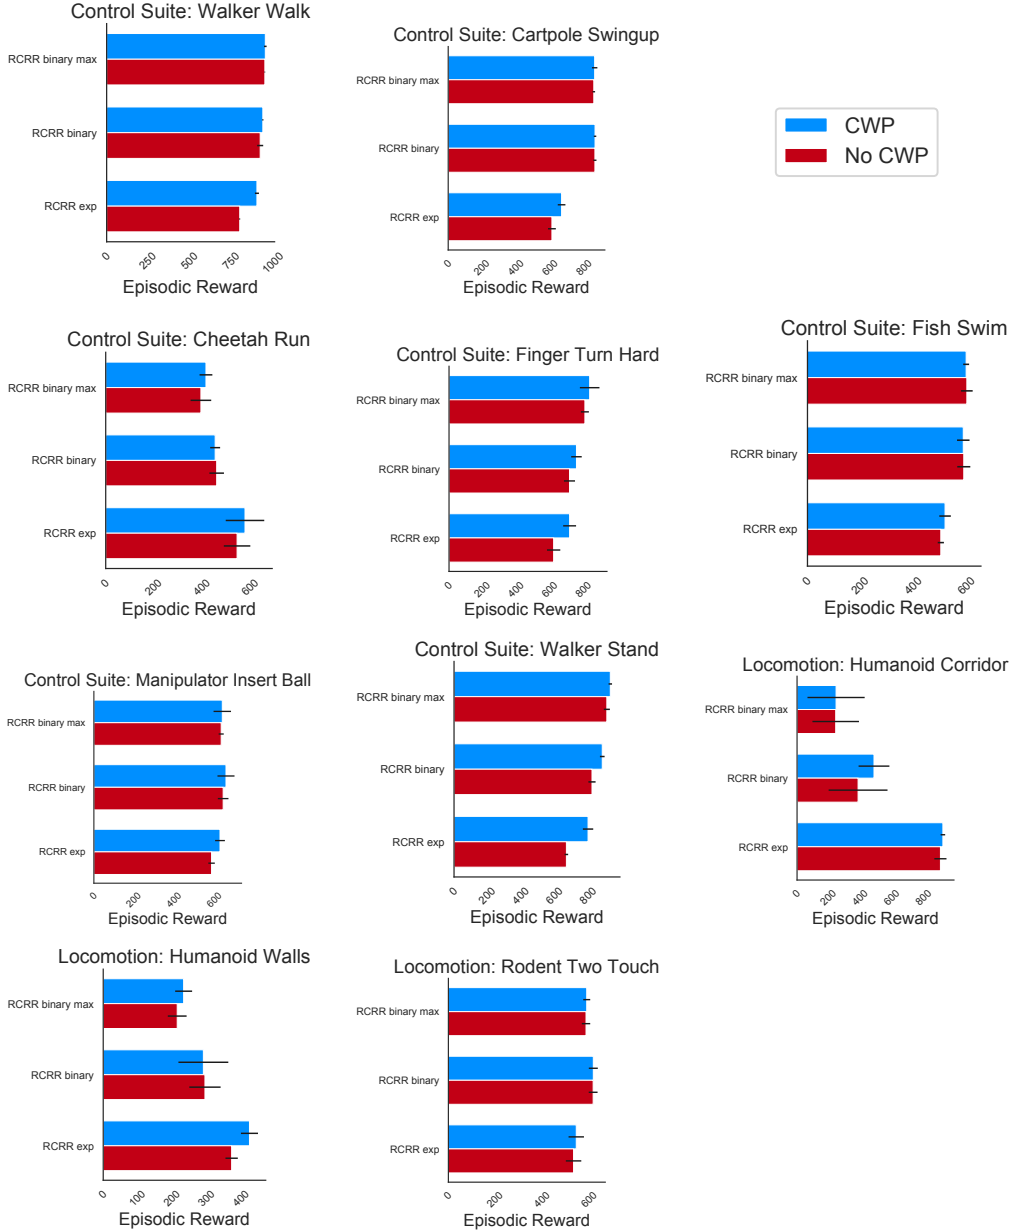 Control Suite: Walker Walk
RCRR binary max
RCRR binary
RCRR exp
0
250
500
750
1000
Episodic Reward
Control Suite: Cartpole Swingup
RCRR binary max
RCRR binary
RCRR exp
0
200
400
600
800
Episodic Reward
CWP
No CWP
Control Suite: Cheetah Run
RCRR binary max
RCRR binary
RCRR exp
0
200
400
600
Episodic Reward
Control Suite: Finger Turn Hard
RCRR binary max
RCRR binary
RCRR exp
0
200
400
600
800
Episodic Reward
Control Suite: Fish Swim
RCRR binary max
RCRR binary
RCRR exp
0
200
400
600
Episodic Reward
Control Suite: Manipulator Insert Ball
RCRR binary max
RCRR binary
RCRR exp
0
200
400
600
Episodic Reward
Control Suite: Walker Stand
RCRR binary max
RCRR binary
RCRR exp
0
200
400
600
800
Episodic Reward
Locomotion: Humanoid Corridor
RCRR binary max
RCRR binary
RCRR exp
0
200
400
600
800
Episodic Reward
Locomotion: Humanoid Walls
RCRR binary max
RCRR binary
RCRR exp
0
100
200
300
400
Episodic Reward
Locomotion: Rodent Two Touch
RCRR binary max
RCRR binary
RCRR exp
0
200
400
600
Episodic Reward